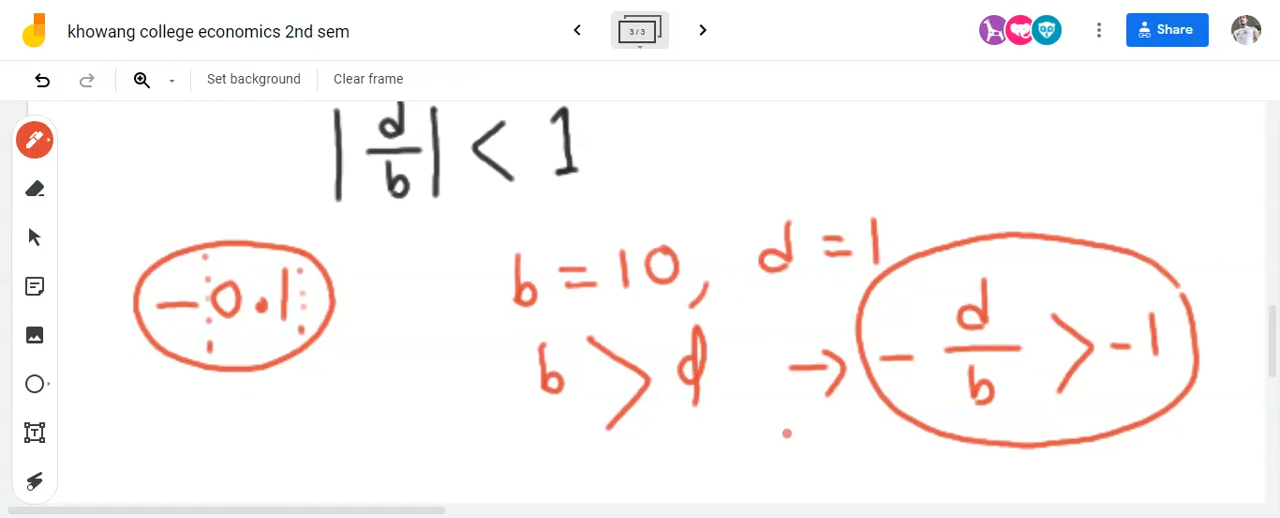 khowang college economics 2nd sem
3 / 3
Share
Set background
Clear frame
|d/b| < 1
-0.1
b = 10, d = 1
b > d → -d/b > -1